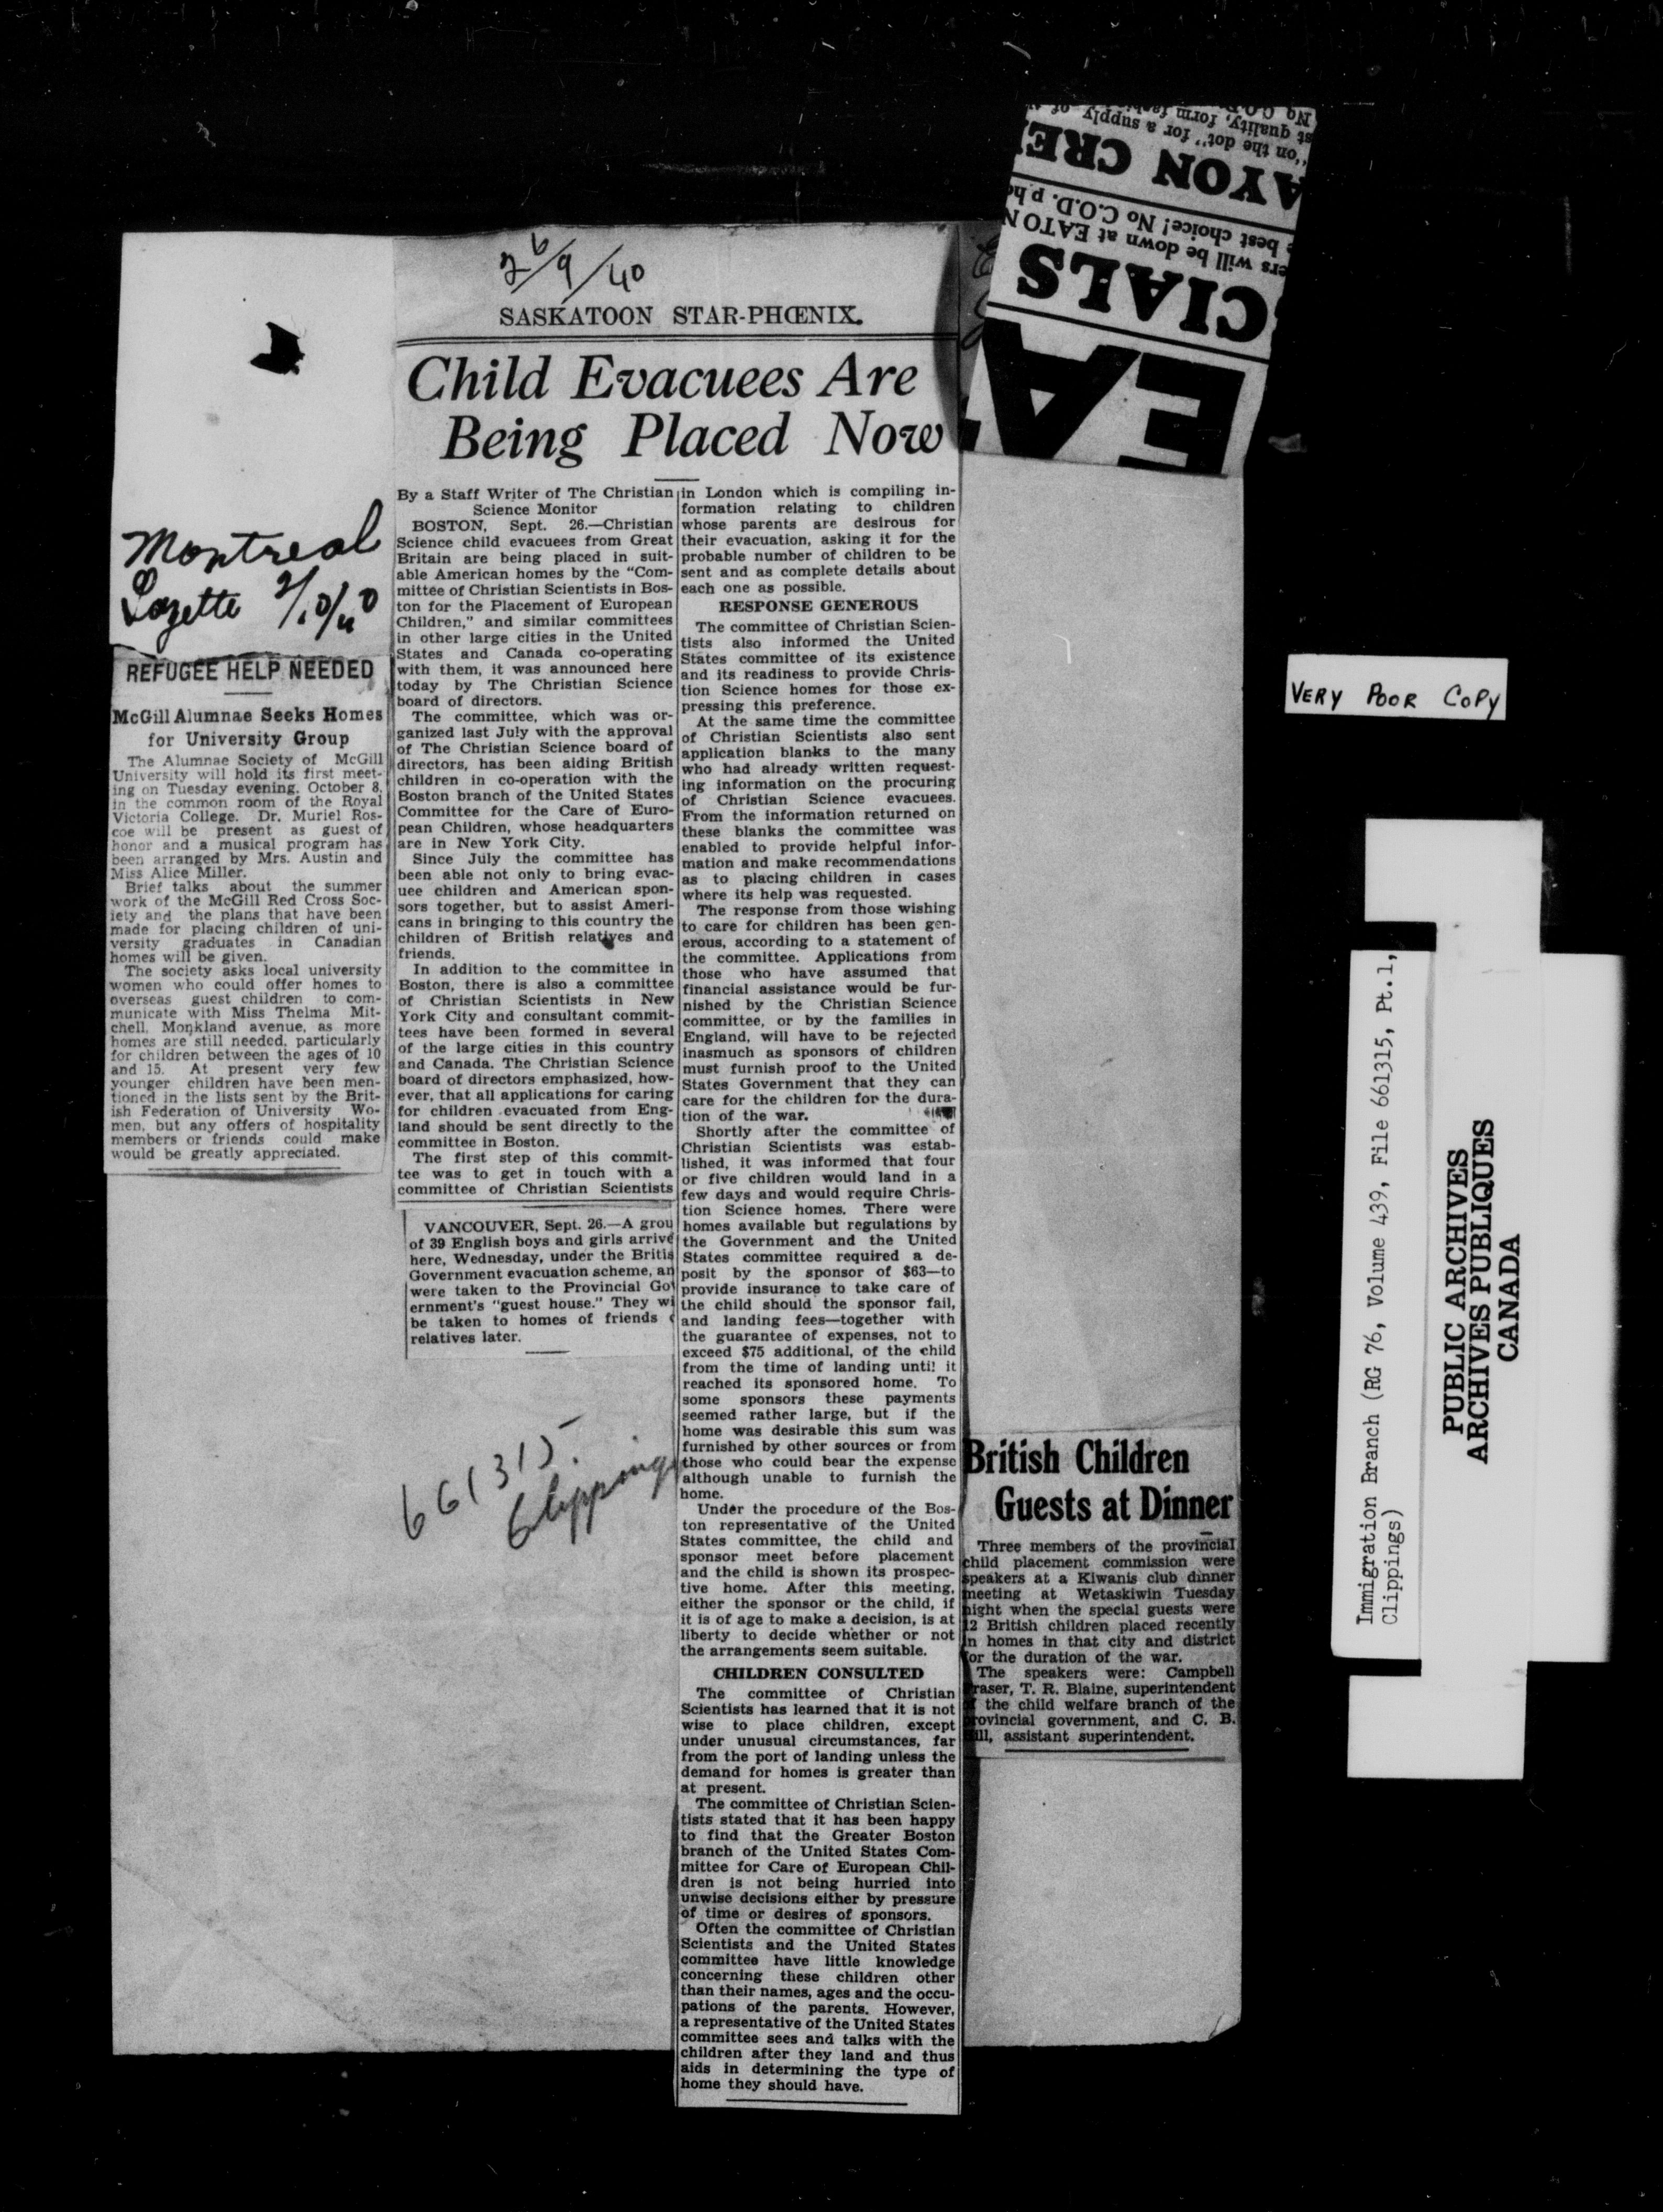 Montreal
Gazette 2/10/40
REFUGEE HELP NEEDED
McGill Alumnae Seeks Homes
for University Group
The Alumnae Society of McGill
University will hold its first meet-
ing on Tuesday evening, October 8,
in the common room of the Royal
Victoria College. Dr. Muriel Ros-
coe will be present as guest of
honor and a musical program has
been arranged by Mrs. Austin and
Miss Alice Miller.
Brief talks about the summer
work of the McGill Red Cross Soc-
iety and the plans that have been
made for placing children of uni-
versity graduates in Canadian
homes will be given.
The society asks local university
women who could offer homes to
overseas guest children to com-
municate with Miss Thelma Mit-
chell, Monkland avenue, as more
homes are still needed, particularly
for children between the ages of 10
and 15. At present very few
younger children have been men-
tioned in the lists sent by the Brit-
ish Federation of University Wo-
men, but any offers of hospitality
members or friends could make
would be greatly appreciated.
26/9/40
SASKATOON STAR-PHŒNIX.
Child Evacuees Are
Being Placed Now
By a Staff Writer of The Christian
Science Monitor
BOSTON, Sept. 26.—Christian
Science child evacuees from Great
Britain are being placed in suit-
able American homes by the "Com-
mittee of Christian Scientists in Bos-
ton for the Placement of European
Children," and similar committees
in other large cities in the United
States and Canada co-operating
with them, it was announced here
today by The Christian Science
board of directors.
The committee, which was or-
ganized last July with the approval
of The Christian Science board of
directors, has been aiding British
children in co-operation with the
Boston branch of the United States
Committee for the Care of Euro-
pean Children, whose headquarters
are in New York City.
Since July the committee has
been able not only to bring evac-
uee children and American spon-
sors together, but to assist Ameri-
cans in bringing to this country the
children of British relatives and
friends.
In addition to the committee in
Boston, there is also a committee
of Christian Scientists in New
York City and consultant commit-
tees have been formed in several
of the large cities in this country
and Canada. The Christian Science
board of directors emphasized, how-
ever, that all applications for caring
for children evacuated from Eng-
land should be sent directly to the
committee in Boston.
The first step of this commit-
tee was to get in touch with a
committee of Christian Scientists
in London which is compiling in-
formation relating to children
whose parents are desirous for
their evacuation, asking it for the
probable number of children to be
sent and as complete details about
each one as possible.
RESPONSE GENEROUS
The committee of Christian Scien-
tists also informed the United
States committee of its existence
and its readiness to provide Chris-
tion Science homes for those ex-
pressing this preference.
At the same time the committee
of Christian Scientists also sent
application blanks to the many
who had already written request-
ing information on the procuring
of Christian Science evacuees.
From the information returned on
these blanks the committee was
enabled to provide helpful infor-
mation and make recommendations
as to placing children in cases
where its help was requested.
The response from those wishing
to care for children has been gen-
erous, according to a statement of
the committee. Applications from
those who have assumed that
financial assistance would be fur-
nished by the Christian Science
committee, or by the families in
England, will have to be rejected
inasmuch as sponsors of children
must furnish proof to the United
States Government that they can
care for the children for the dura-
tion of the war.
Shortly after the committee of
Christian Scientists was estab-
lished, it was informed that four
or five children would land in a
few days and would require Chris-
tion Science homes. There were
homes available but regulations by
the Government and the United
States committee required a de-
posit by the sponsor of $63—to
provide insurance to take care of
the child should the sponsor fail,
and landing fees—together with
the guarantee of expenses, not to
exceed $75 additional, of the child
from the time of landing until it
reached its sponsored home. To
some sponsors these payments
seemed rather large, but if the
home was desirable this sum was
furnished by other sources or from
those who could bear the expense
although unable to furnish the
home.
Under the procedure of the Bos-
ton representative of the United
States committee, the child and
sponsor meet before placement
and the child is shown its prospec-
tive home. After this meeting,
either the sponsor or the child, if
it is of age to make a decision, is at
liberty to decide whether or not
the arrangements seem suitable.
CHILDREN CONSULTED
The committee of Christian
Scientists has learned that it is not
wise to place children, except
under unusual circumstances, far
from the port of landing unless the
demand for homes is greater than
at present.
The committee of Christian Scien-
tists stated that it has been happy
to find that the Greater Boston
branch of the United States Com-
mittee for Care of European Chil-
dren is not being hurried into
unwise decisions either by pressure
of time or desires of sponsors.
Often the committee of Christian
Scientists and the United States
committee have little knowledge
concerning these children other
than their names, ages and the occu-
pations of the parents. However,
a representative of the United States
committee sees and talks with the
children after they land and thus
aids in determining the type of
home they should have.
VANCOUVER, Sept. 26.—A grou
of 39 English boys and girls arrive
here, Wednesday, under the Britis
Government evacuation scheme, an
were taken to the Provincial Gov
ernment's "guest house." They wi
be taken to homes of friends
relatives later.
661315
Clippings
EA
CIALS
ers will be down at EATON
e best choice! No C.O.D. pho
AYON CRE
"on the dot" for a supply of
st quality, form
No C.O.D.
British Children
Guests at Dinner
Three members of the provincial
child placement commission were
speakers at a Kiwanis club dinner
meeting at Wetaskiwin Tuesday
night when the special guests were
12 British children placed recently
in homes in that city and district
for the duration of the war.
The speakers were: Campbell
raser, T. R. Blaine, superintendent
the child welfare branch of the
rovincial government, and C. B.
ill, assistant superintendent.
VERY POOR COPY
Immigration Branch (RG 76, Volume 439, File 661315, Pt.1,
Clippings)
PUBLIC ARCHIVES
ARCHIVES PUBLIQUES
CANADA